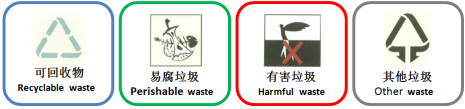 可回收物
Recyclable waste
易腐垃圾
Perishable waste
有害垃圾
Harmful waste
其他垃圾
Other waste